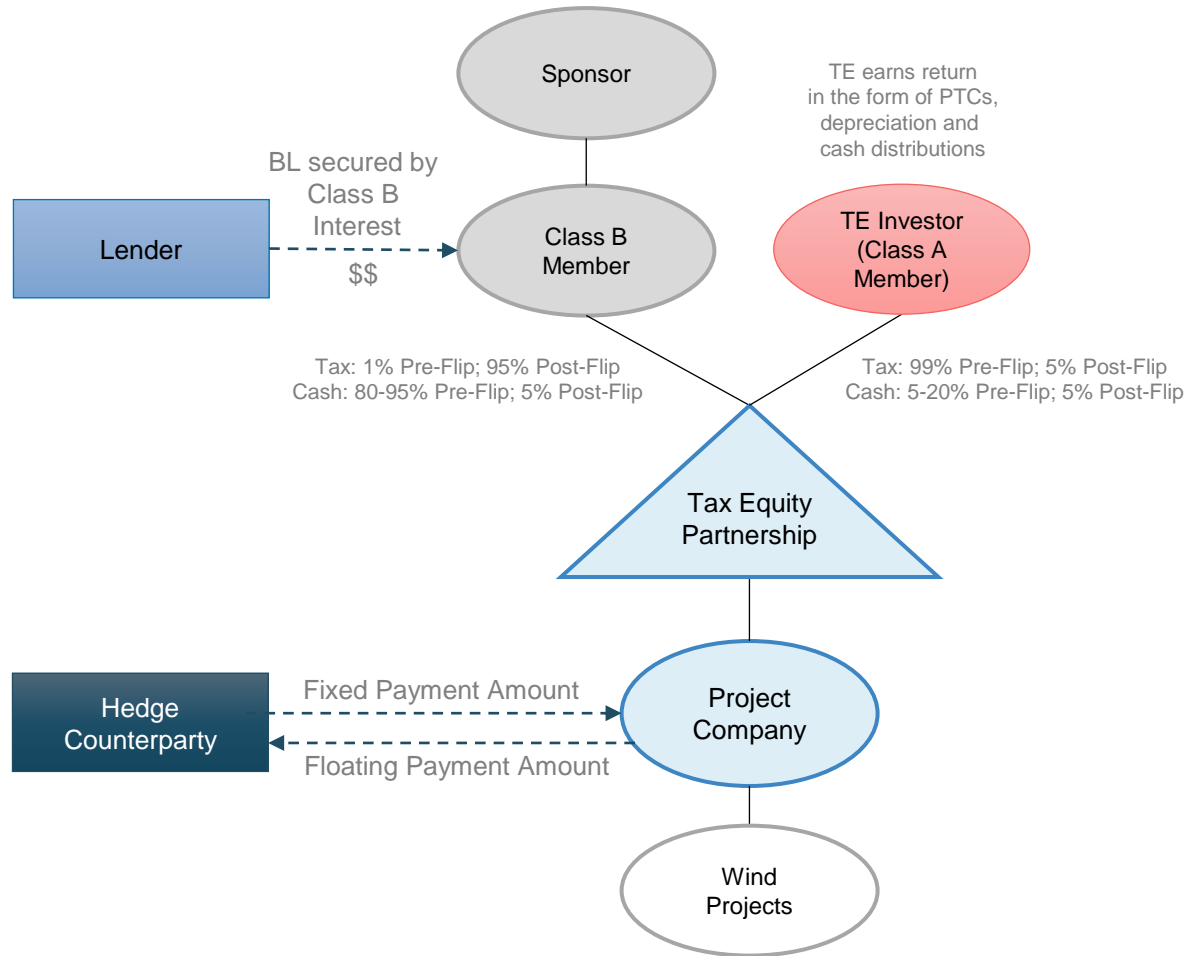 Sponsor
TE earns return
in the form of PTCs,
depreciation and
cash distributions
BL secured by
Class B
Interest
$$
Lender
Class B
Member
TE Investor
(Class A
Member)
Tax: 1% Pre-Flip; 95% Post-Flip
Cash: 80-95% Pre-Flip; 5% Post-Flip
Tax: 99% Pre-Flip; 5% Post-Flip
Cash: 5-20% Pre-Flip; 5% Post-Flip
Tax Equity
Partnership
Hedge
Counterparty
Fixed Payment Amount
Floating Payment Amount
Project
Company
Wind
Projects